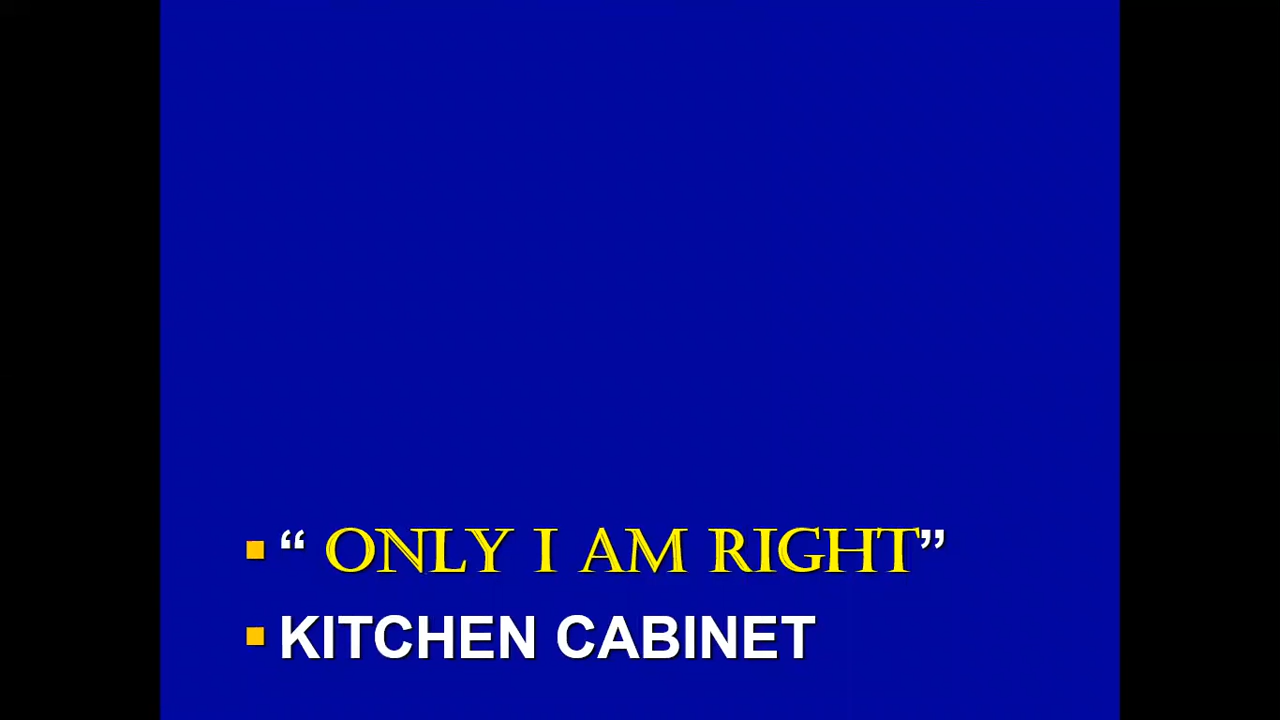 ▪ “ ONLY I AM RIGHT”
▪ KITCHEN CABINET